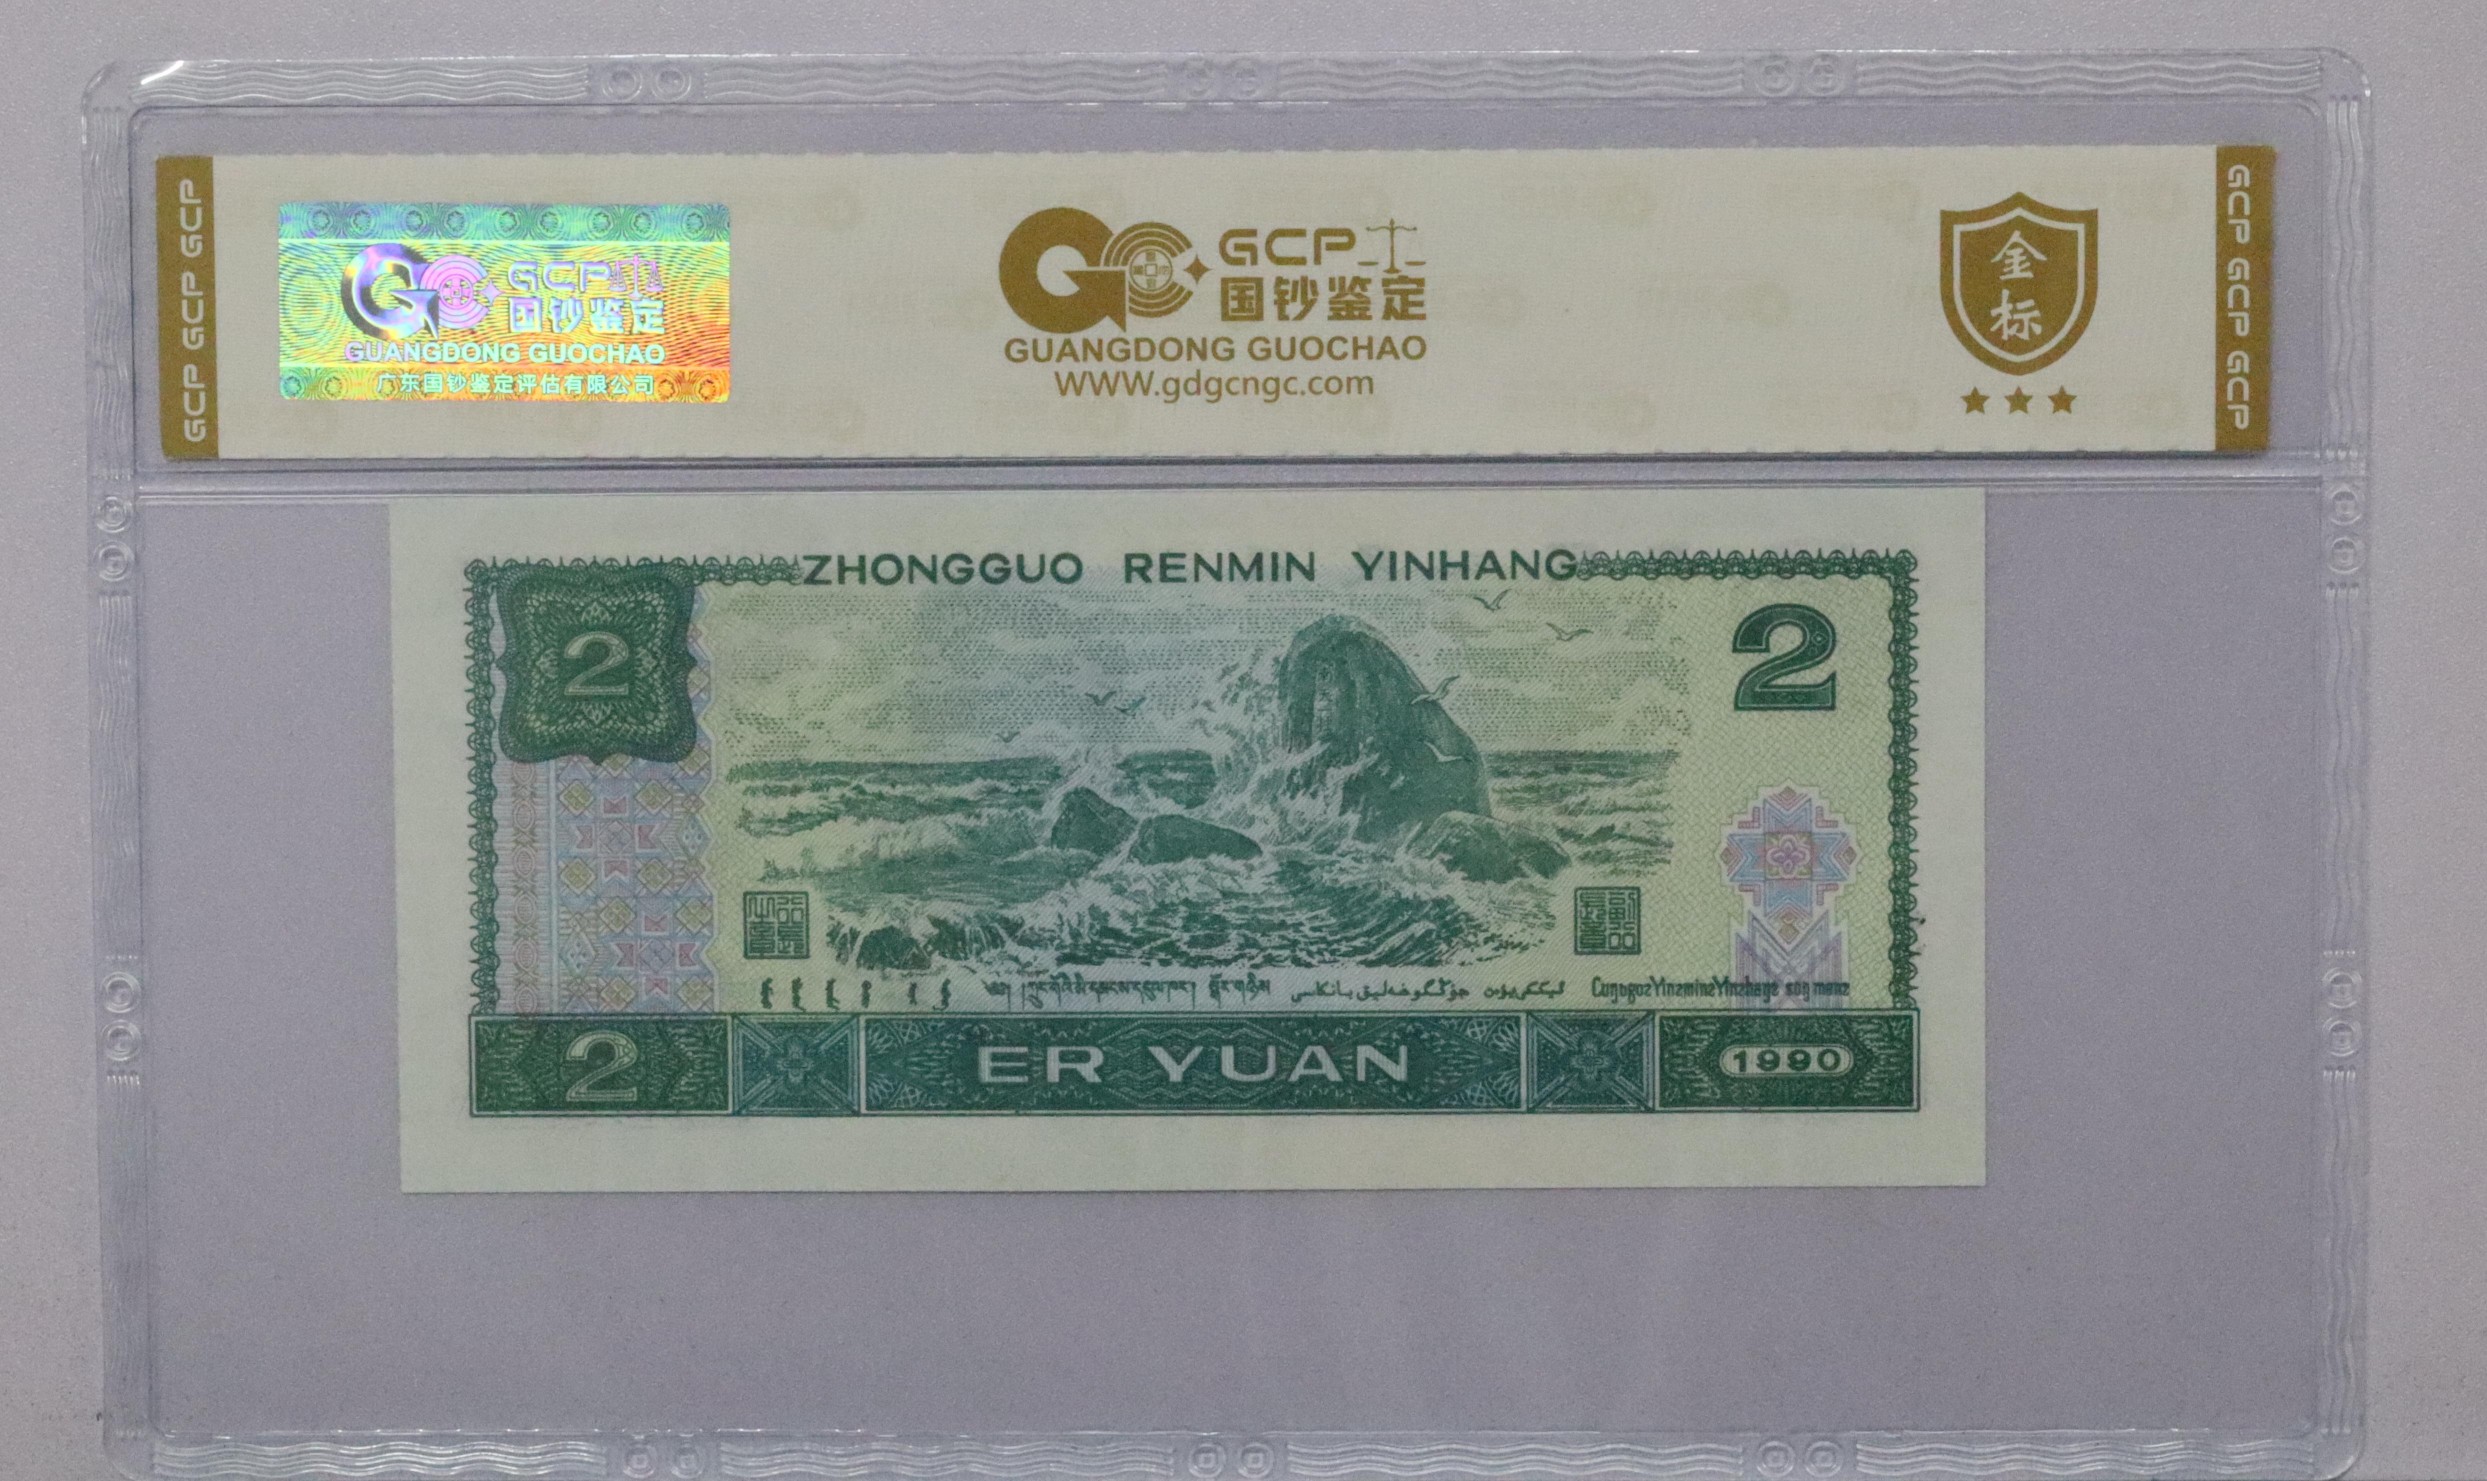 GCP GCP GCP
GCP
国钞鉴定
GUANGDONG GUOCHAO
广东国钞鉴定评估有限公司
GCP
国钞鉴定
GUANGDONG GUOCHAO
WWW.gdgcngc.com
金
标
GCP GCP GCP
ZHONGGUO RENMIN YINHANG
2
2
2
ER YUAN
1990